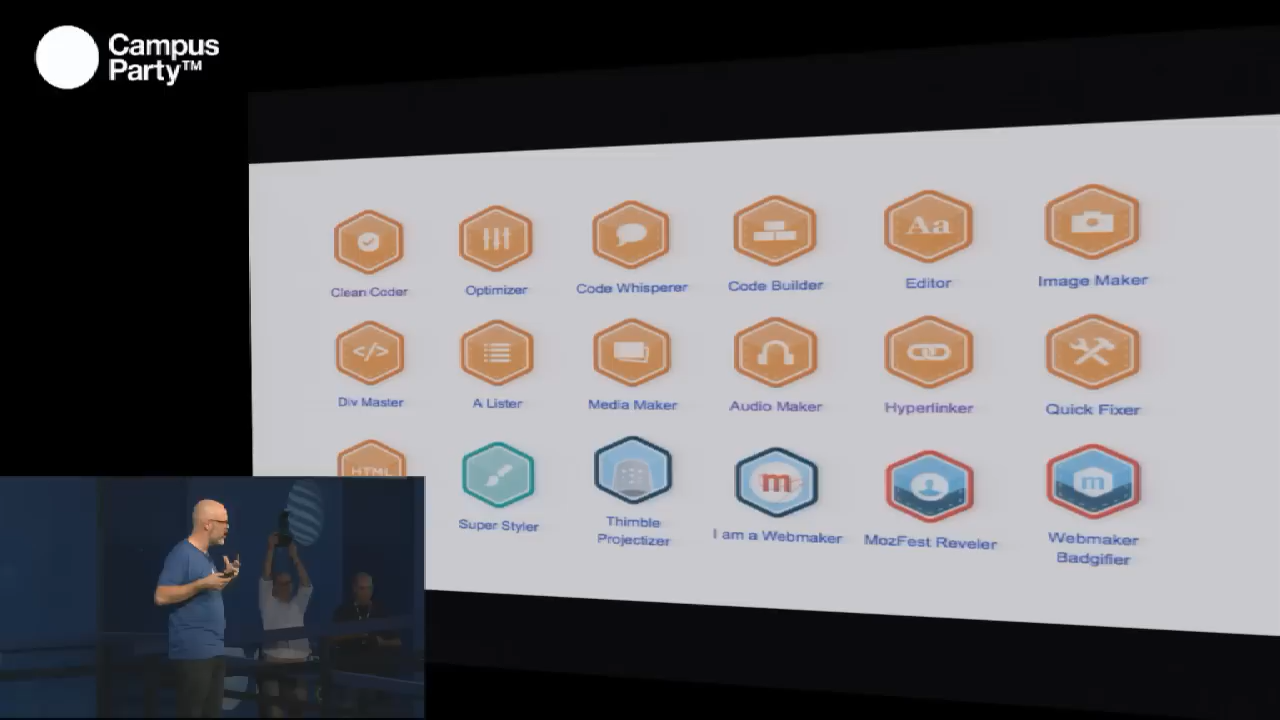 Campus
Party™
Clean Coder
Optimizer
Code Whisperer
Code Builder
Aa
Editor
Image Maker
</>
Div Master
A Lister
Media Maker
Audio Maker
Hyperlinker
Quick Fixer
HTML
Super Styler
Thimble
Projectizer
m
I am a Webmaker
MozFest Reveler
m
Webmaker
Badgifier